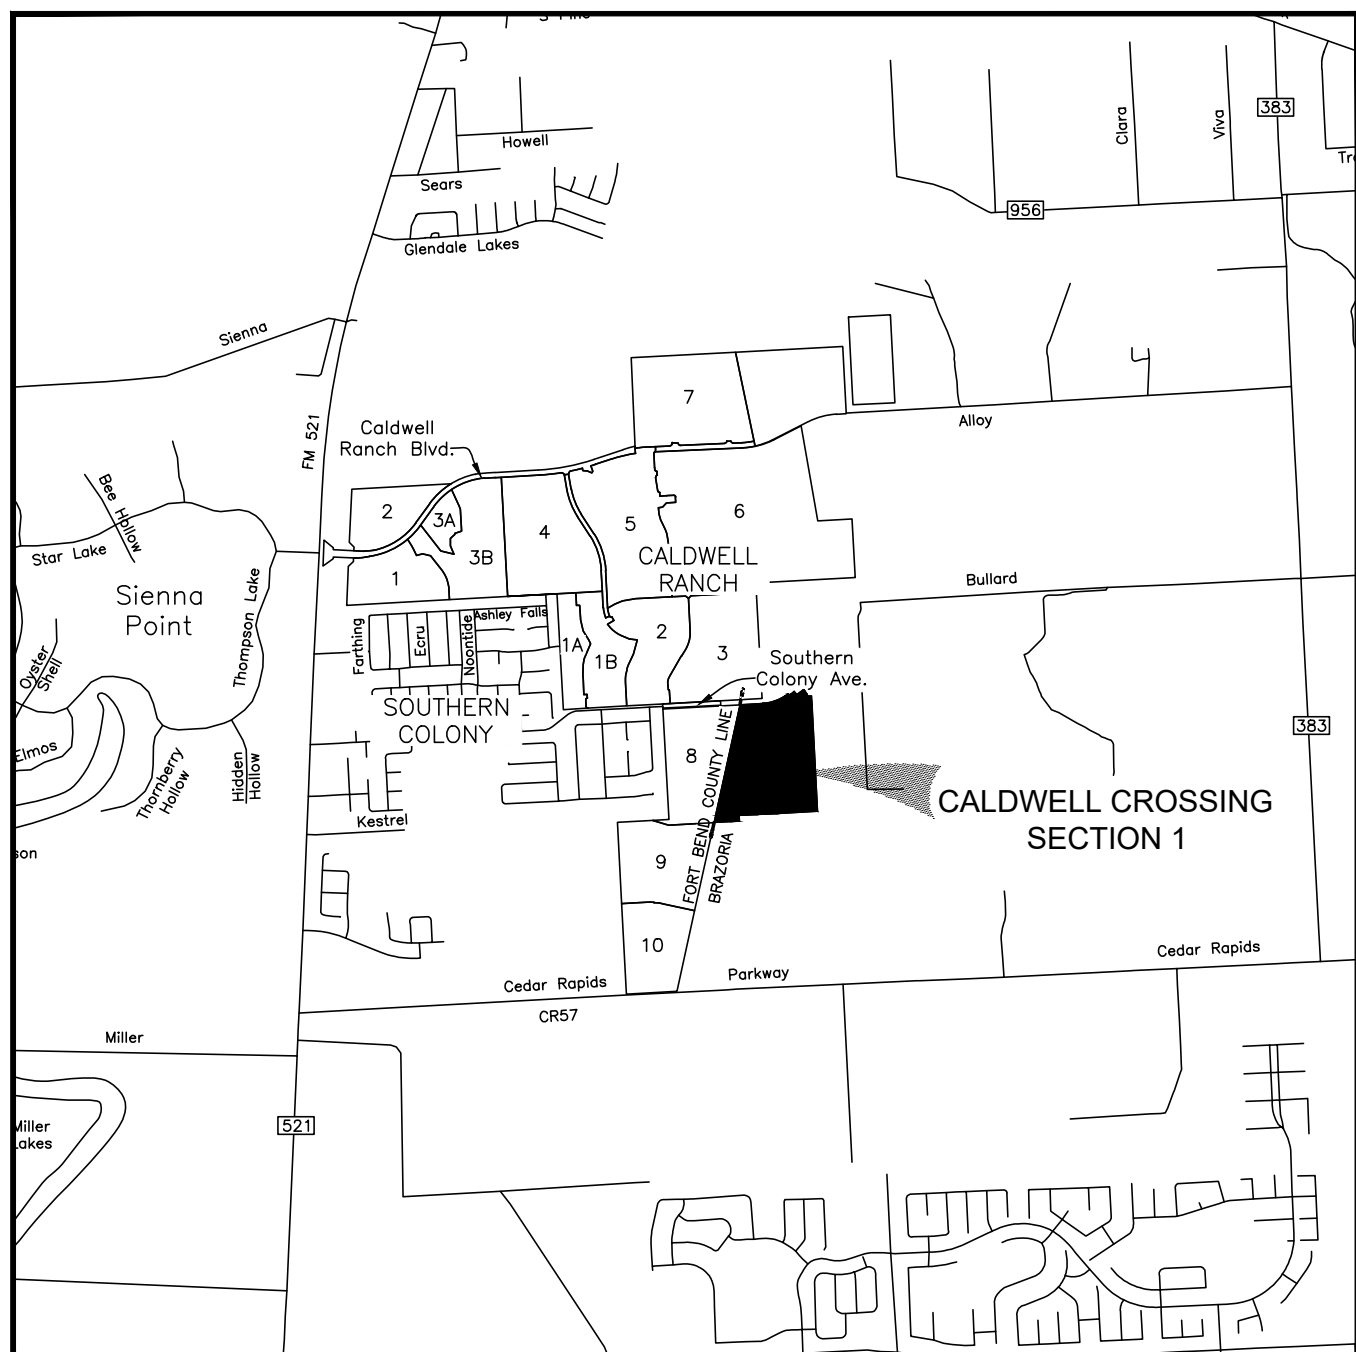 Howell
Sears
Glendale Lakes
Clara
Viva
383
956
Sienna
FM 521
Caldwell
Ranch Blvd.
7
Alloy
Bee Hollow
Star Lake
2
3A
3B
4
5
6
1
CALDWELL
RANCH
Bullard
Sienna
Point
Thompson Lake
Farthing
Ecru
Noontide
Ashley Falls
1A
1B
2
3
Southern
Colony Ave.
Oyster
Shell
SOUTHERN
COLONY
383
Elmos
Thornberry
Hollow
Hidden
Hollow
8
FORT BEND COUNTY LINE
BRAZORIA
CALDWELL CROSSING
SECTION 1
Kestrel
son
9
10
Cedar Rapids
Parkway
Cedar Rapids
CR57
Miller
521
Miller
Lakes